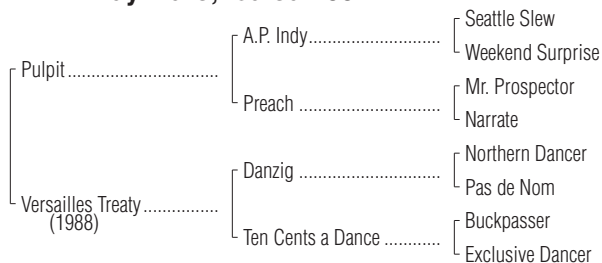 Seattle Slew
A.P. Indy
Weekend Surprise
Pulpit
Mr. Prospector
Preach
Narrate
Northern Dancer
Danzig
Pas de Nom
Versailles Treaty
(1988)
Buckpasser
Ten Cents a Dance
Exclusive Dancer